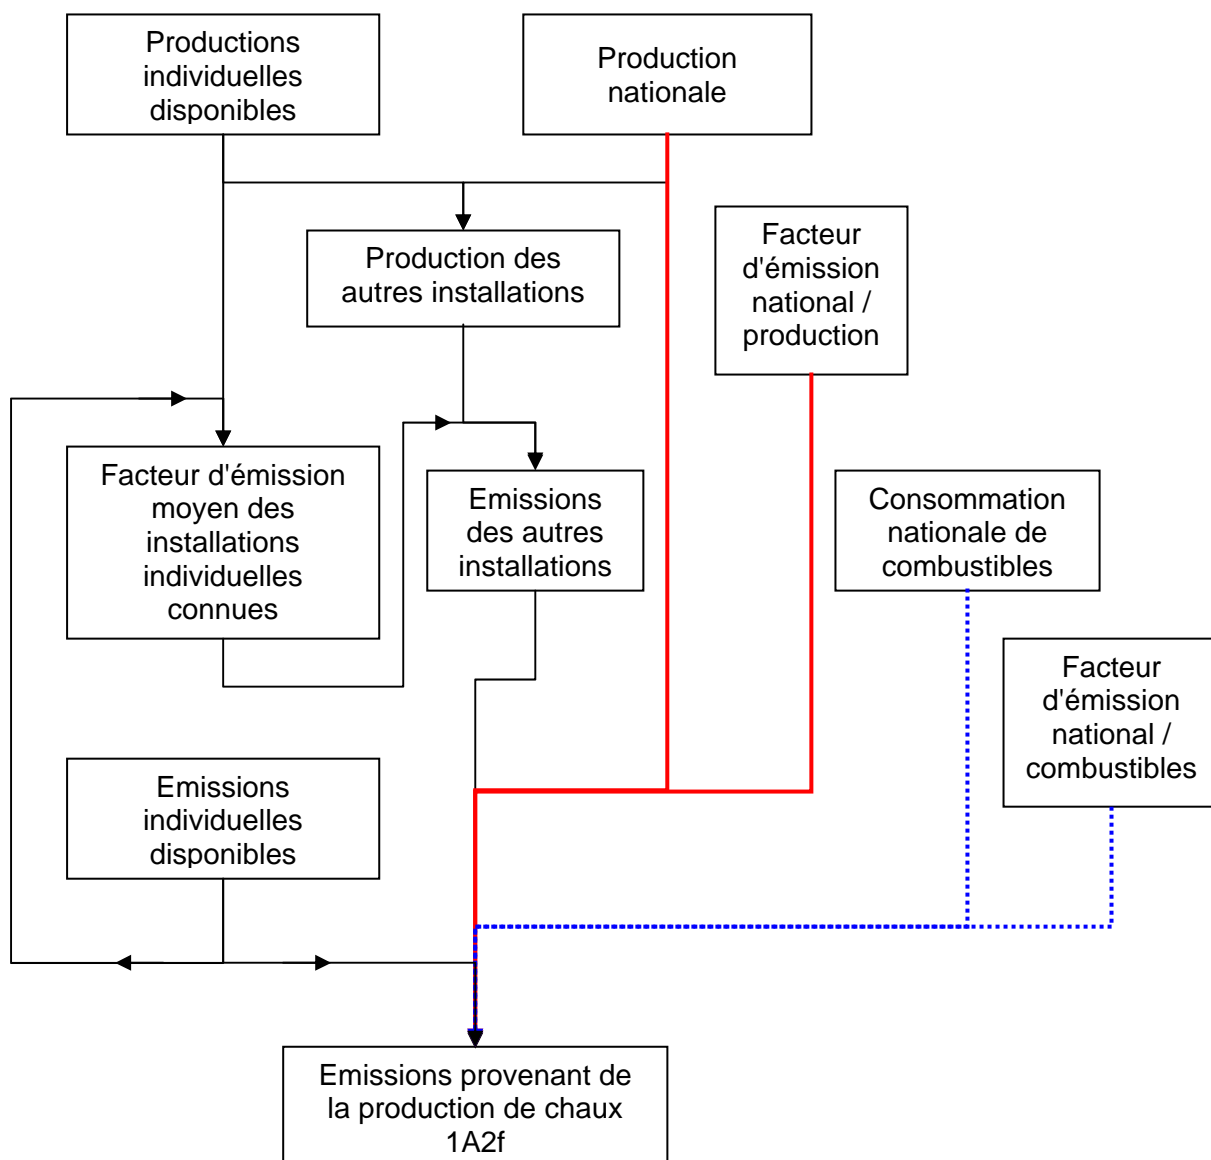 Productions
individuelles
disponibles
Production
nationale
Facteur
d'émission
national /
production
Production des
autres installations
Facteur d'émission
moyen des
installations
individuelles
connues
Emissions
des autres
installations
Consommation
nationale de
combustibles
Facteur
d'émission
national /
combustibles
Emissions
individuelles
disponibles
Emissions provenant de
la production de chaux
1A2f